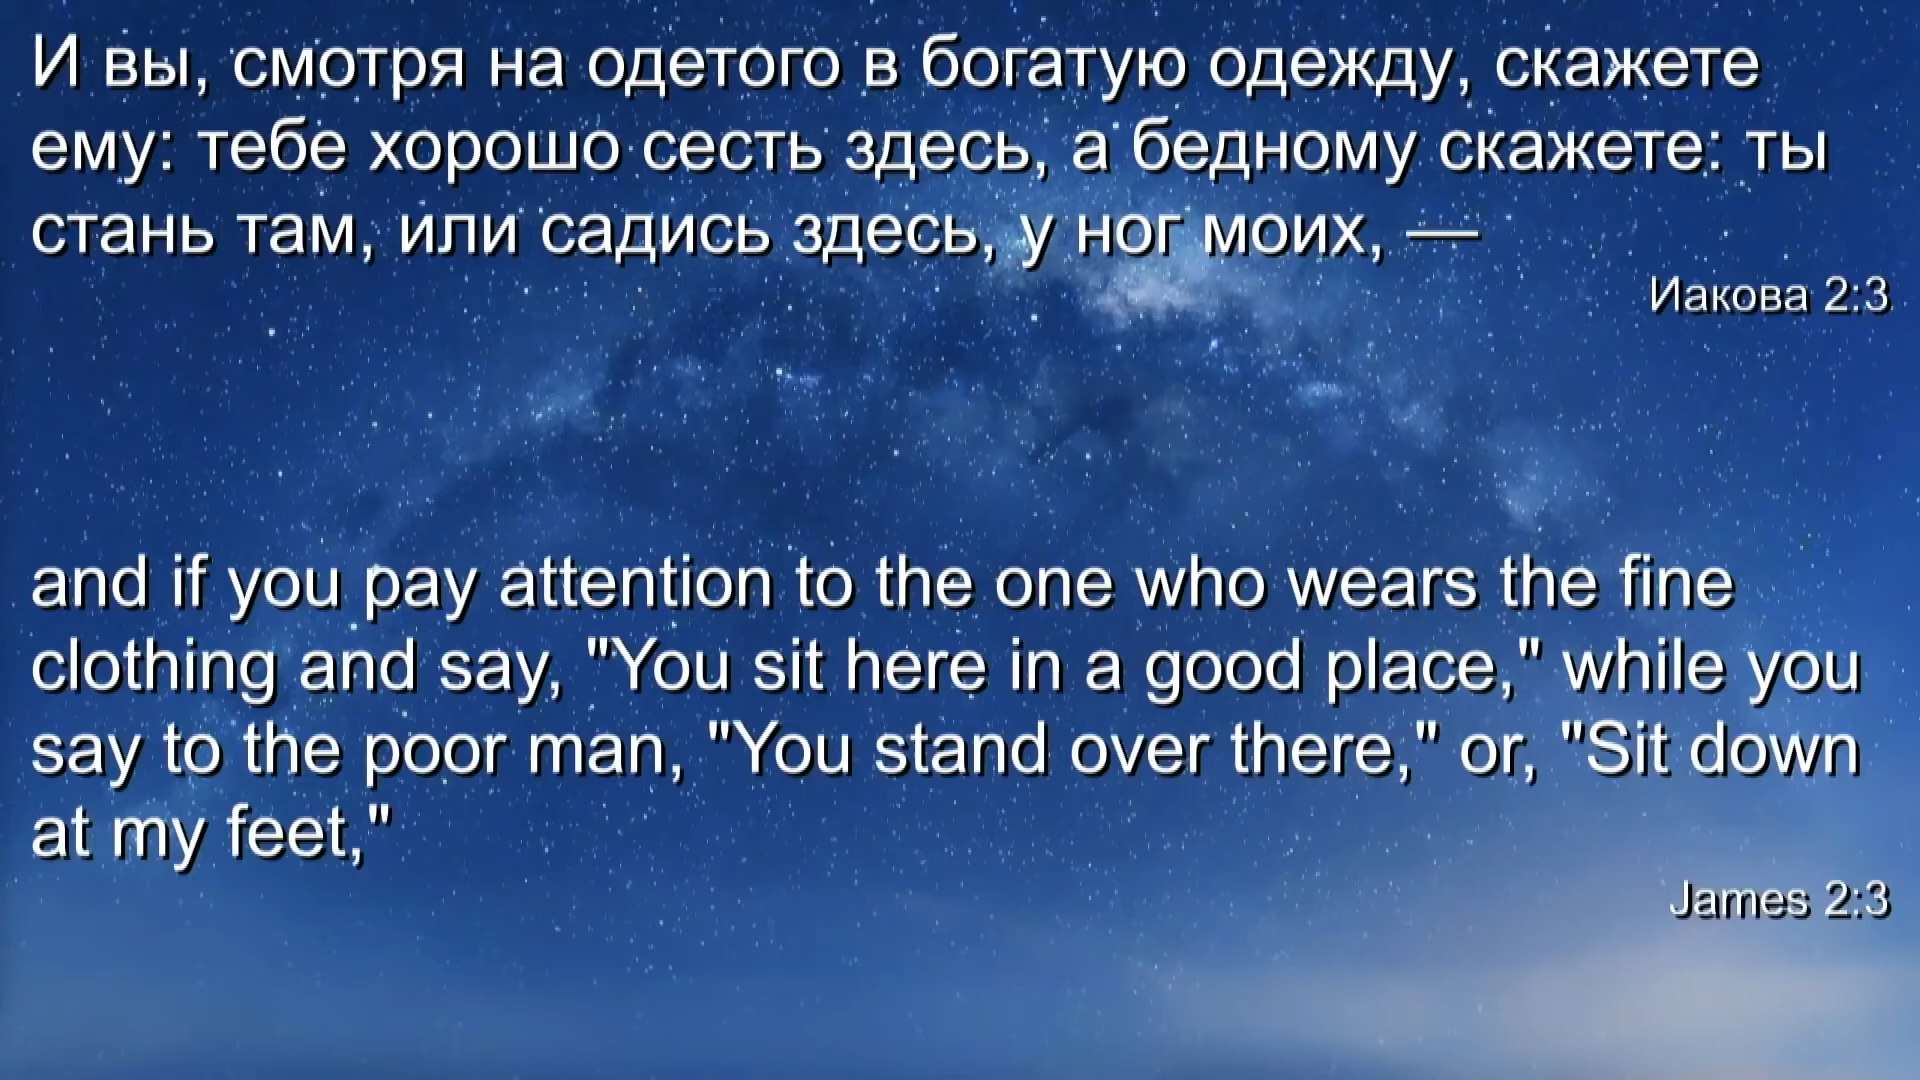 И вы, смотря на одетого в богатую одежду, скажете
ему: тебе хорошо сесть здесь, а бедному скажете: ты
стань там, или садись здесь, у ног моих, —
Иакова 2:3
and if you pay attention to the one who wears the fine
clothing and say, "You sit here in a good place," while you
say to the poor man, "You stand over there," or, "Sit down
at my feet,"
James 2:3